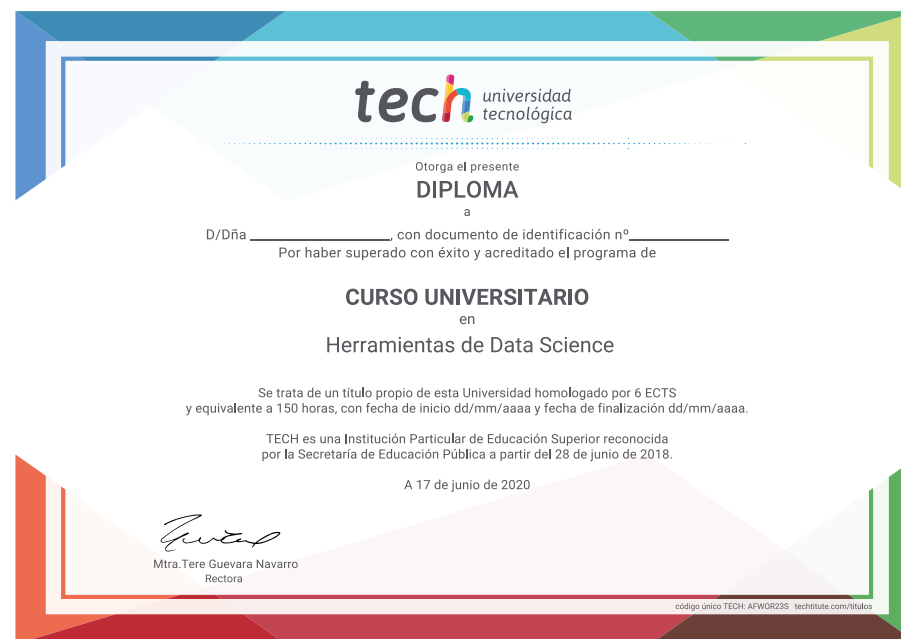 tech universidad
tecnológica
Otorga el presente
DIPLOMA
a
D/Dña ________________, con documento de identificación nº____________
Por haber superado con éxito y acreditado el programa de
CURSO UNIVERSITARIO
en
Herramientas de Data Science
Se trata de un título propio de esta Universidad homologado por 6 ECTS
y equivalente a 150 horas, con fecha de inicio dd/mm/aaaa y fecha de finalización dd/mm/aaaa.
TECH es una Institución Particular de Educación Superior reconocida
por la Secretaría de Educación Pública a partir del 28 de junio de 2018.
A 17 de junio de 2020
Mtra.Tere Guevara Navarro
Rectora
código único TECH: AFWOR23S techtitute.com/titulos